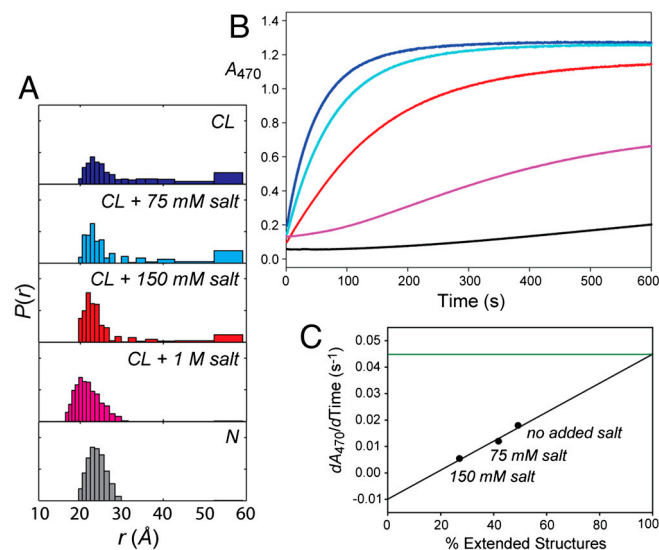 A
CL
CL + 75 mM salt
CL + 150 mM salt
CL + 1 M salt
N
P(r)
10 20 30 40 50 60
r (Å)
B
A470
1.4
1.2
1.0
0.8
0.6
0.4
0.2
0.0
0 100 200 300 400 500 600
Time (s)
C
dA470/dTime (s-1)
0.05
0.04
0.03
0.02
0.01
0.00
-0.01
no added salt
75 mM salt
150 mM salt
0 20 40 60 80 100
% Extended Structures